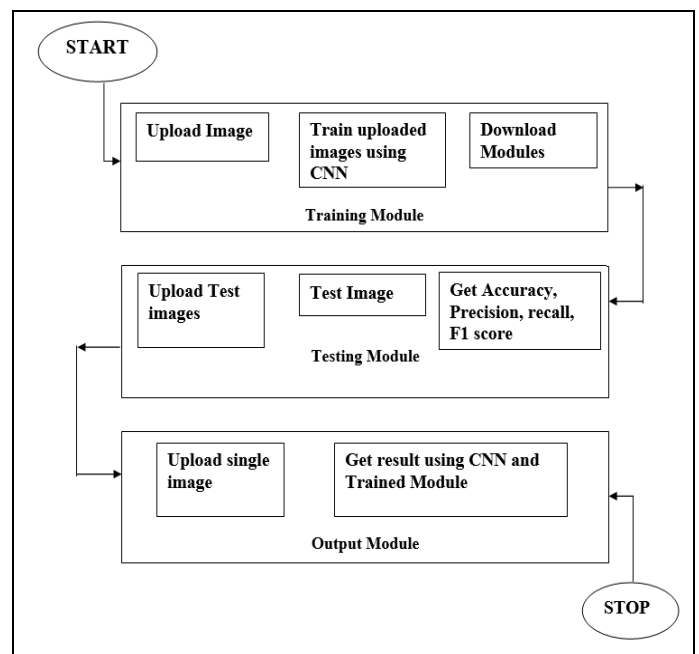 START
Upload Image
Train uploaded
images using
CNN
Download
Modules
Training Module
Upload Test
images
Test Image
Get Accuracy,
Precision, recall,
F1 score
Testing Module
Upload single
image
Get result using CNN and
Trained Module
Output Module
STOP